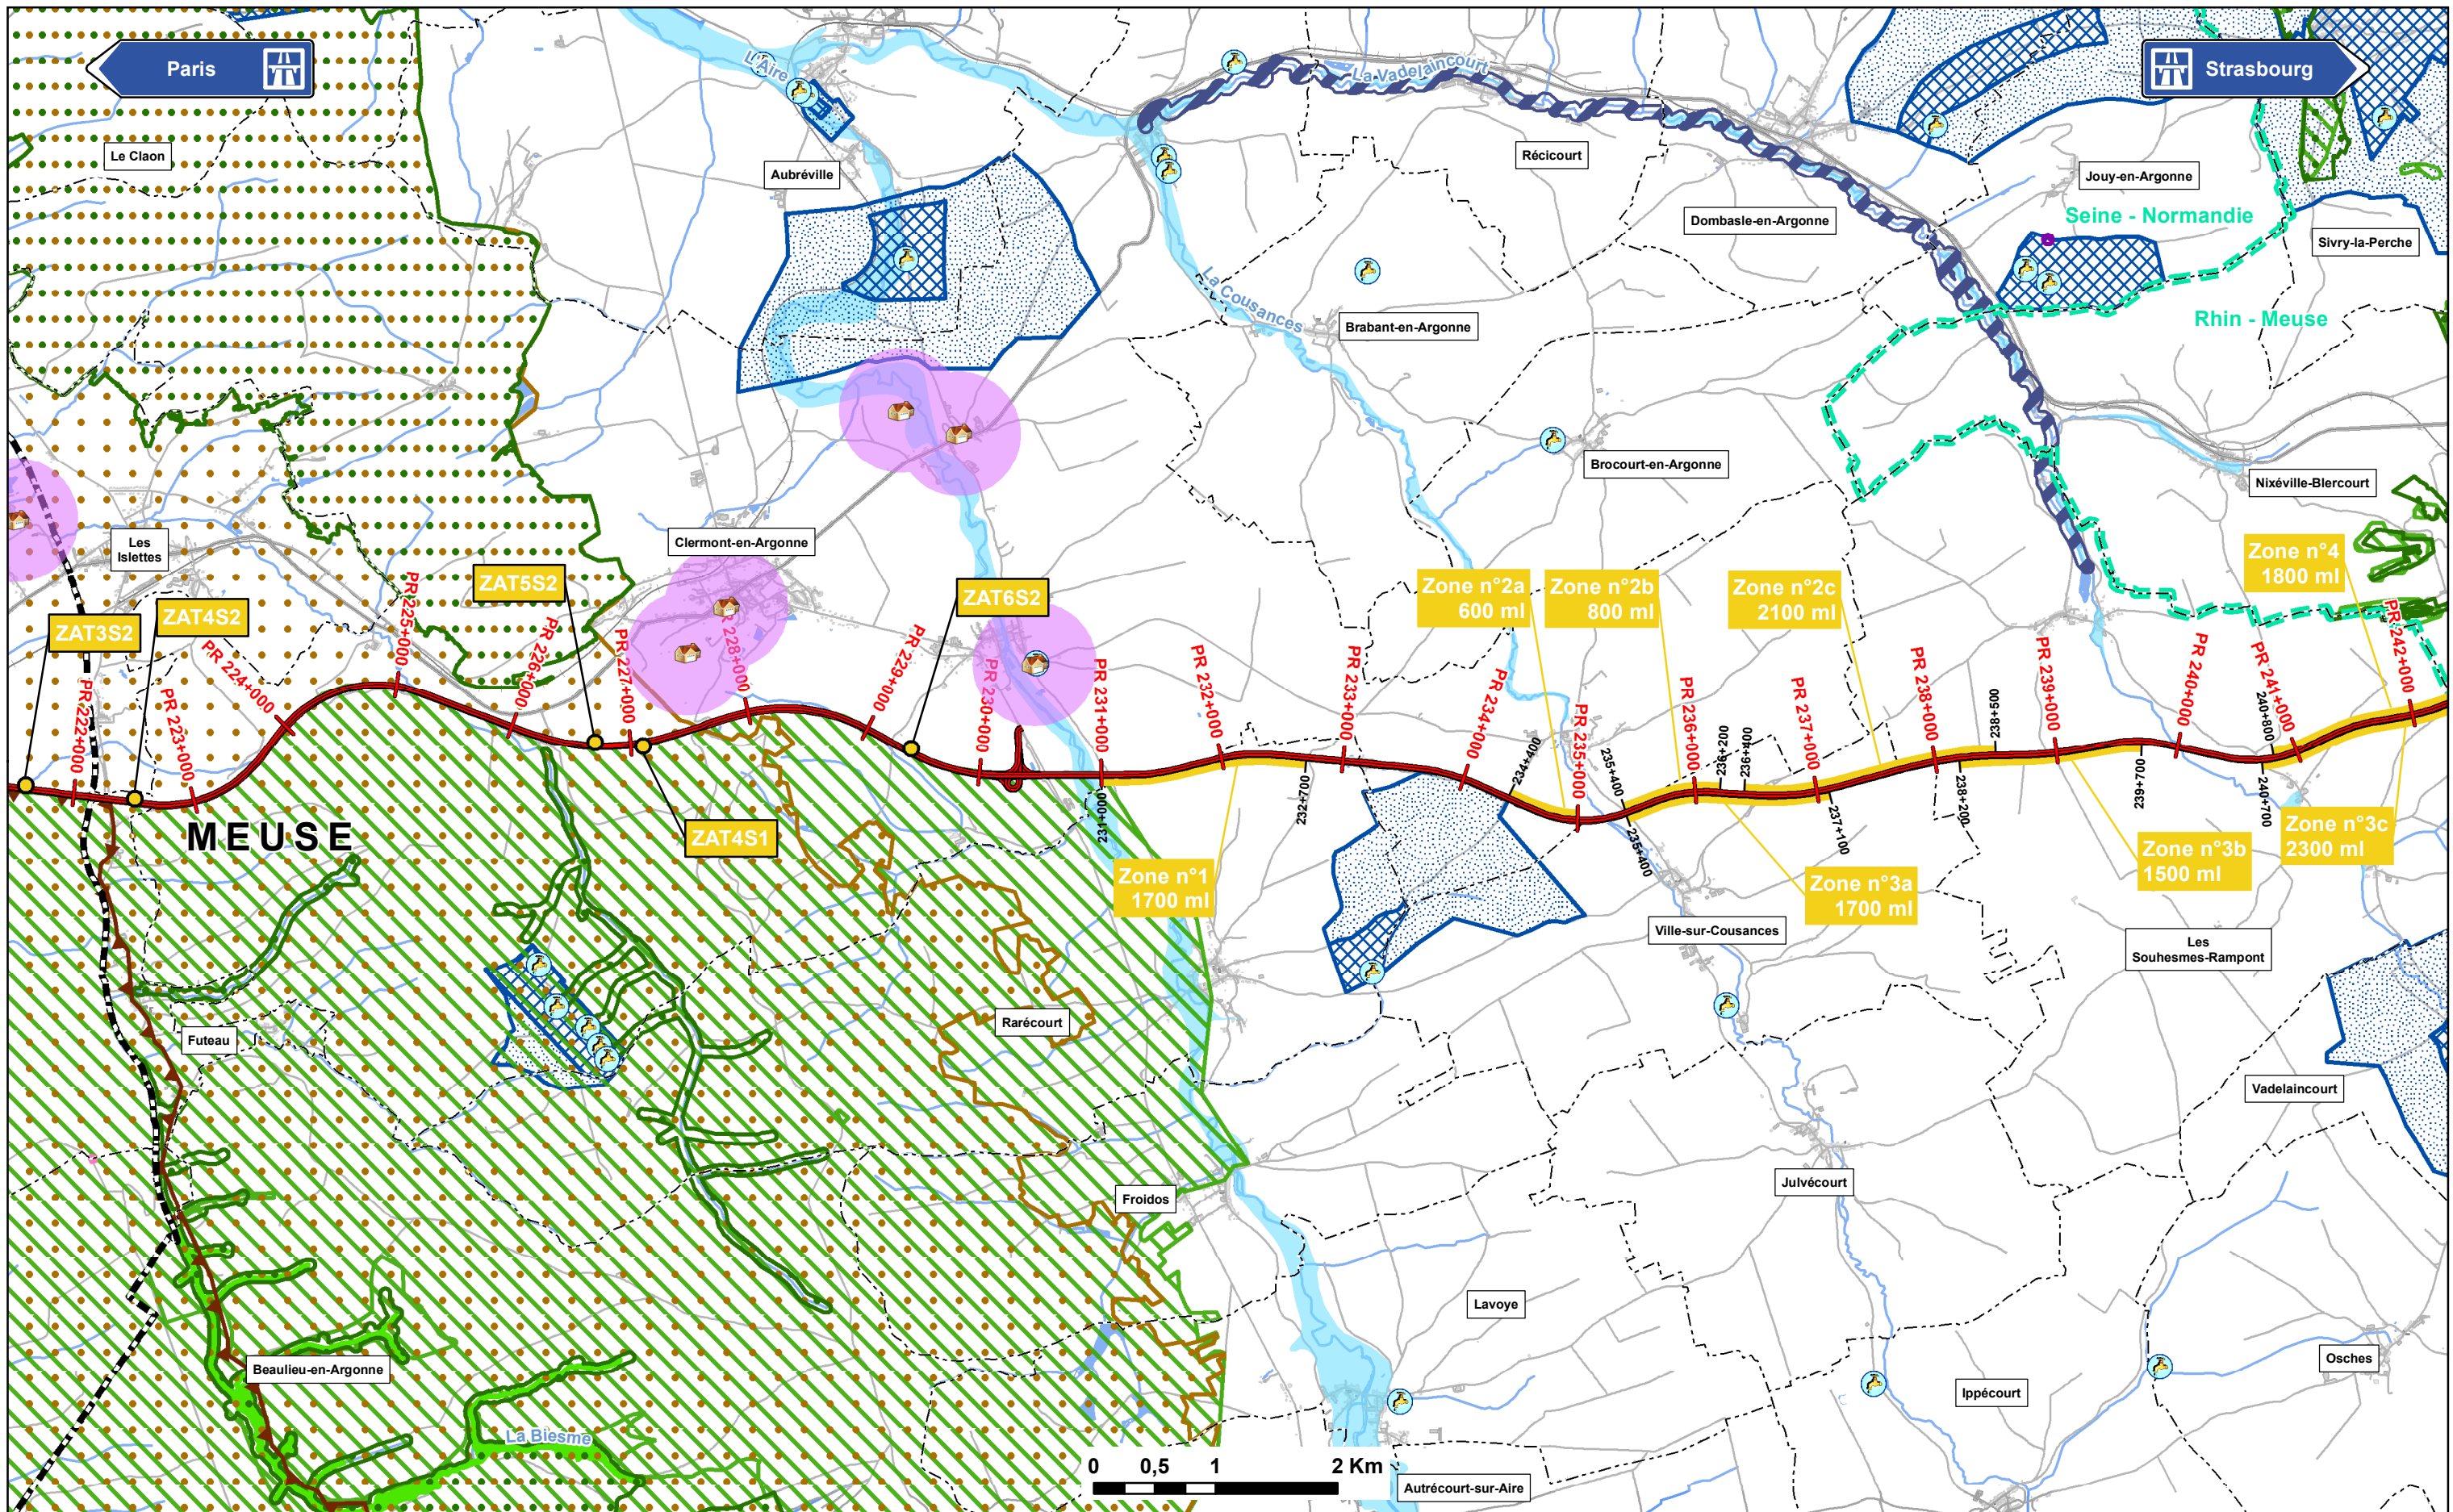 Paris
Strasbourg
L'Aire
La Vadelaincourt
Le Claon
Aubréville
Récicourt
Jouy-en-Argonne
Dombasle-en-Argonne
Seine - Normandie
Sivry-la-Perche
La Cousances
Brabant-en-Argonne
Rhin - Meuse
Brocourt-en-Argonne
Nixéville-Blercourt
Clermont-en-Argonne
Les
Islettes
ZAT3S2
ZAT4S2
ZAT5S2
ZAT6S2
ZAT4S1
Zone n°2a
600 ml
Zone n°2b
800 ml
Zone n°2c
2100 ml
Zone n°4
1800 ml
PR 222+000
PR 223+000
PR 224+000
PR 225+000
PR 226+000
PR 227+000
PR 228+000
PR 229+000
PR 230+000
PR 231+000
PR 232+000
PR 233+000
PR 234+000
PR 235+000
PR 236+000
PR 237+000
PR 238+000
PR 239+000
PR 240+000
PR 241+000
PR 242+000
231+000
232+700
234+400
235+400
235+400
236+200
236+400
237+100
238+200
238+500
239+700
240+700
240+800
MEUSE
Zone n°1
1700 ml
Zone n°3a
1700 ml
Zone n°3b
1500 ml
Zone n°3c
2300 ml
Ville-sur-Cousances
Les
Souhesmes-Rampont
Rarécourt
Futeau
Vadelaincourt
Julvécourt
Froidos
Lavoye
Beaulieu-en-Argonne
Osches
Ippécourt
La Biesme
0 0,5 1 2 Km
Autrécourt-sur-Aire